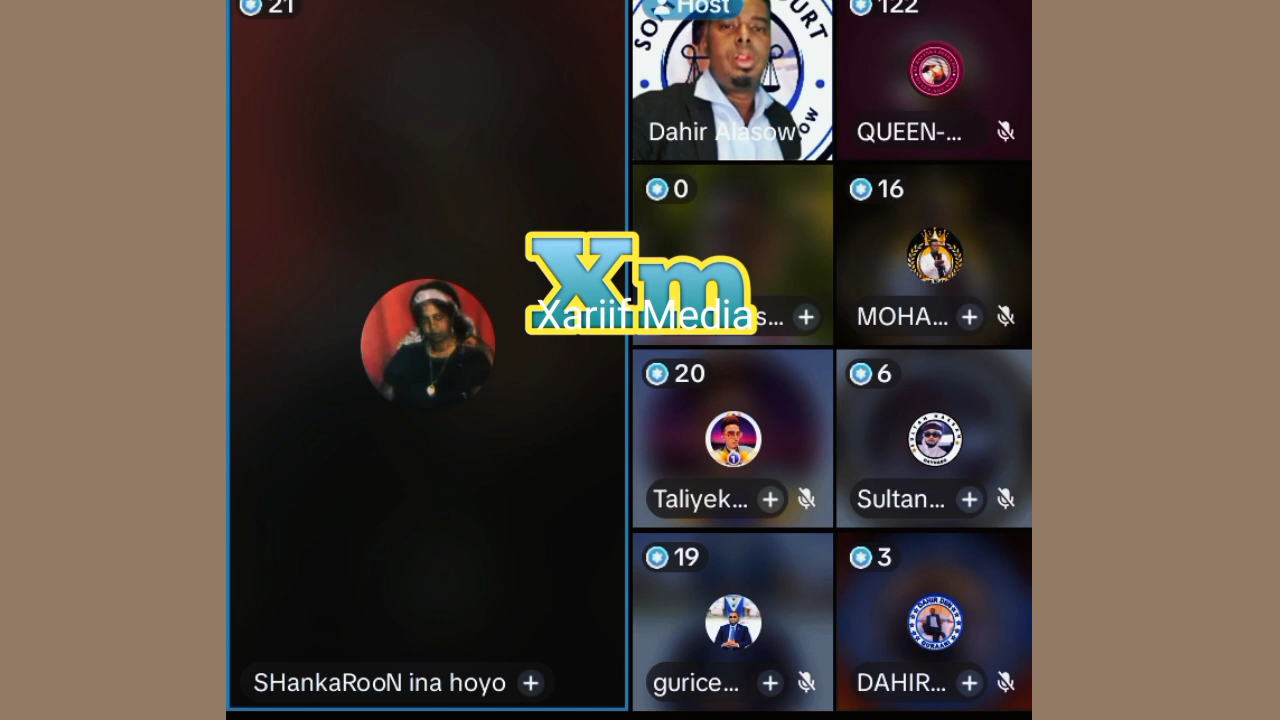 21
Host
COURT
Dahir Alasow
122
QUEEN-...
0
s...
16
MOHA...
Xm
Xariif Media
20
Taliyek...
6
Sultan...
19
gurice...
3
DAHIR...
SHankaRooN ina hoyo